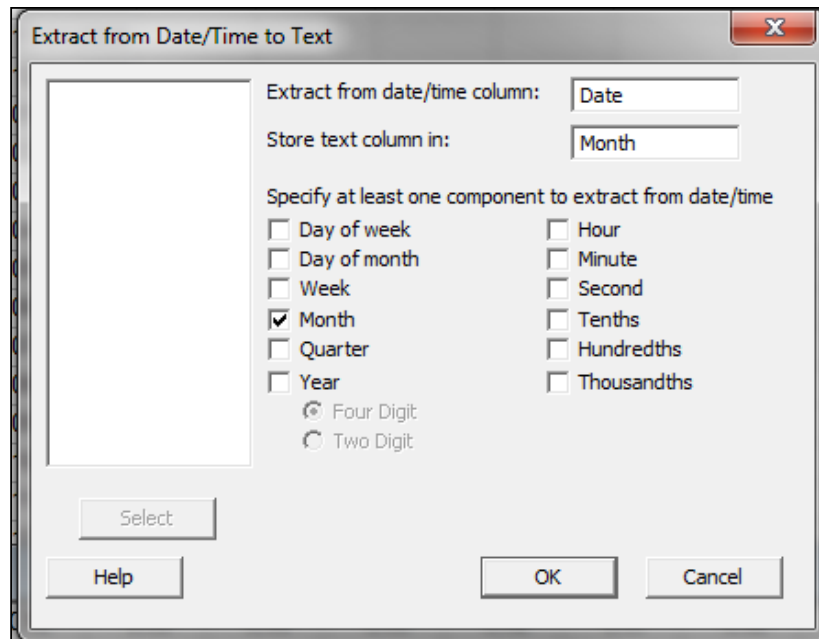 Extract from Date/Time to Text
Extract from date/time column: Date
Store text column in: Month
Specify at least one component to extract from date/time
Day of week Hour
Day of month Minute
Week Second
Month Tenths
Quarter Hundredths
Year Thousandths
Four Digit
Two Digit
Select
Help OK Cancel